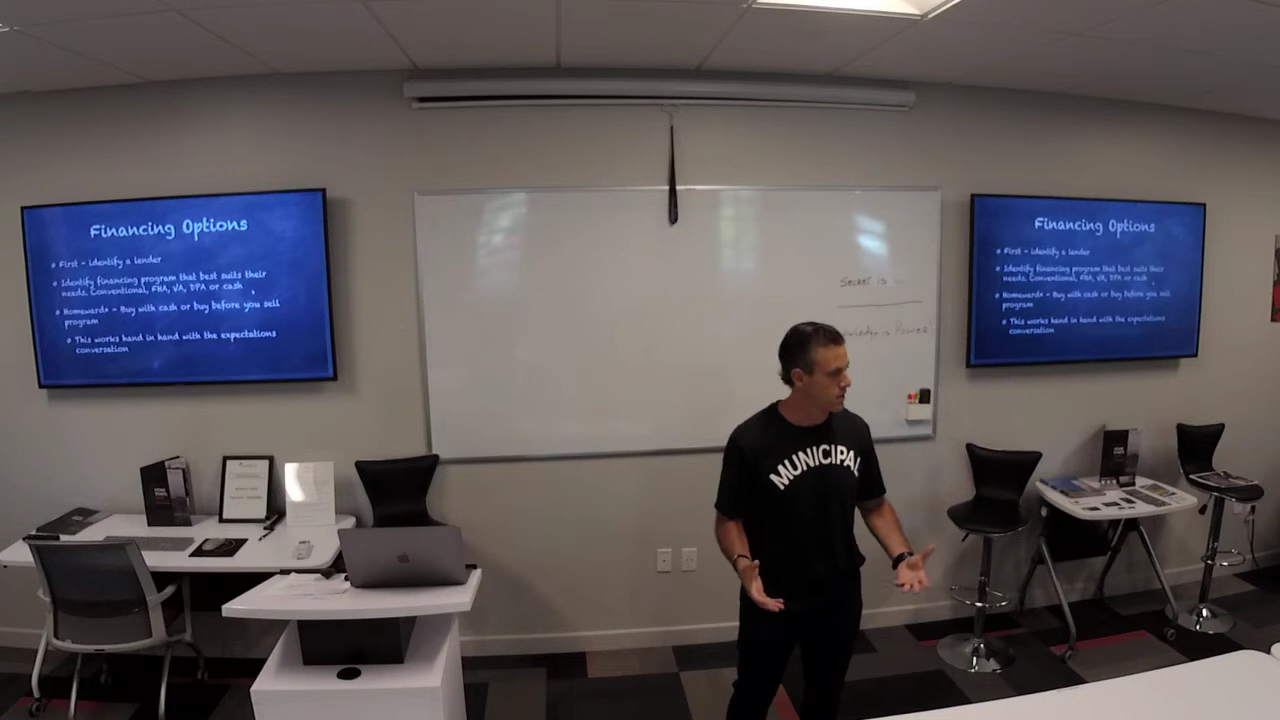 Financing Options
First - identify a lender
Identify financing program that best suits their
needs. Conventional, FHA, VA, DPA or cash
Homeward* - Buy with cash or buy before you sell
program
This works hand in hand with the expectations
conversation
Secret is
is Power!
MUNICIPAL
Financing Options
First - identify a lender
Identify financing program that best suits their
needs. Conventional, FHA, VA, DPA or cash
Homeward* - Buy with cash or buy before you sell
program
This works hand in hand with the expectations
conversation